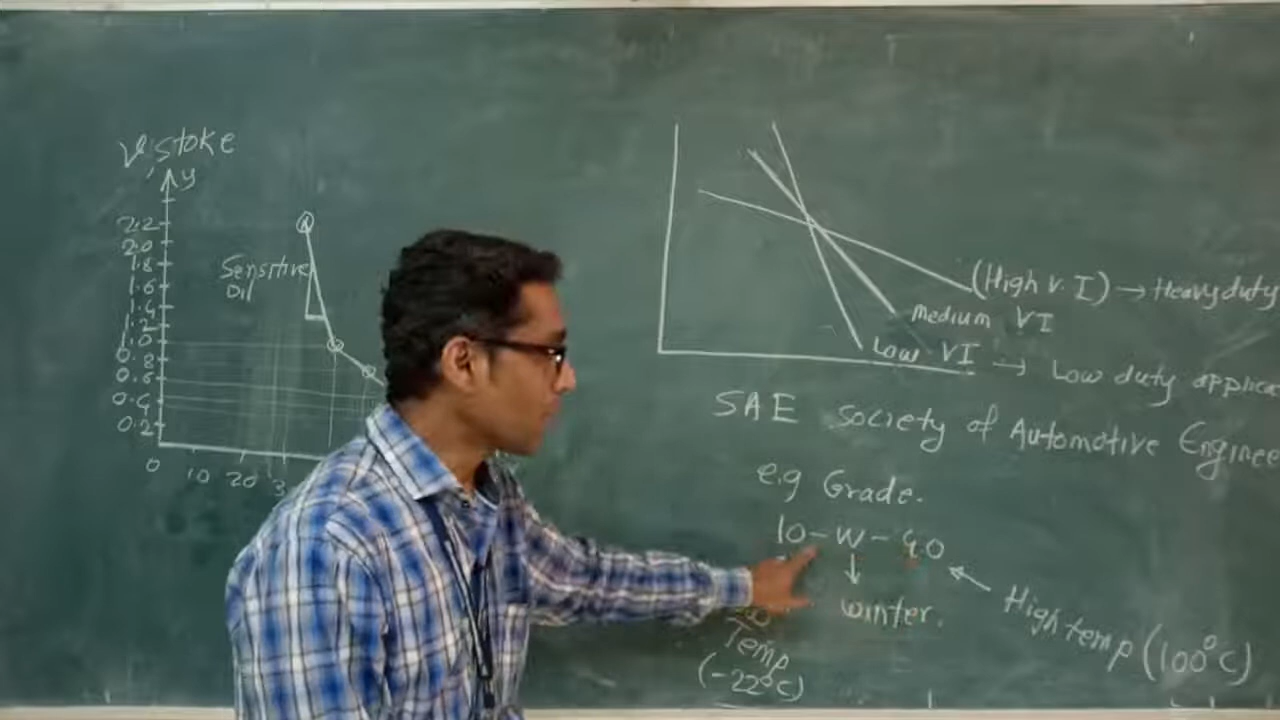 V stoke
y
2.2
2.0
1.8
1.6
1.4
1.2
1.0
0.8
0.6
0.4
0.2
0 10 20 3
Sensitive
Oil
(High V.I) → Heavy duty
Medium VI
Low VI → Low duty applica
SAE Society of Automotive Enginee
e.g Grade.
10-W-40
↓
winter.
High temp (100°C)
Temp
(-22°C)